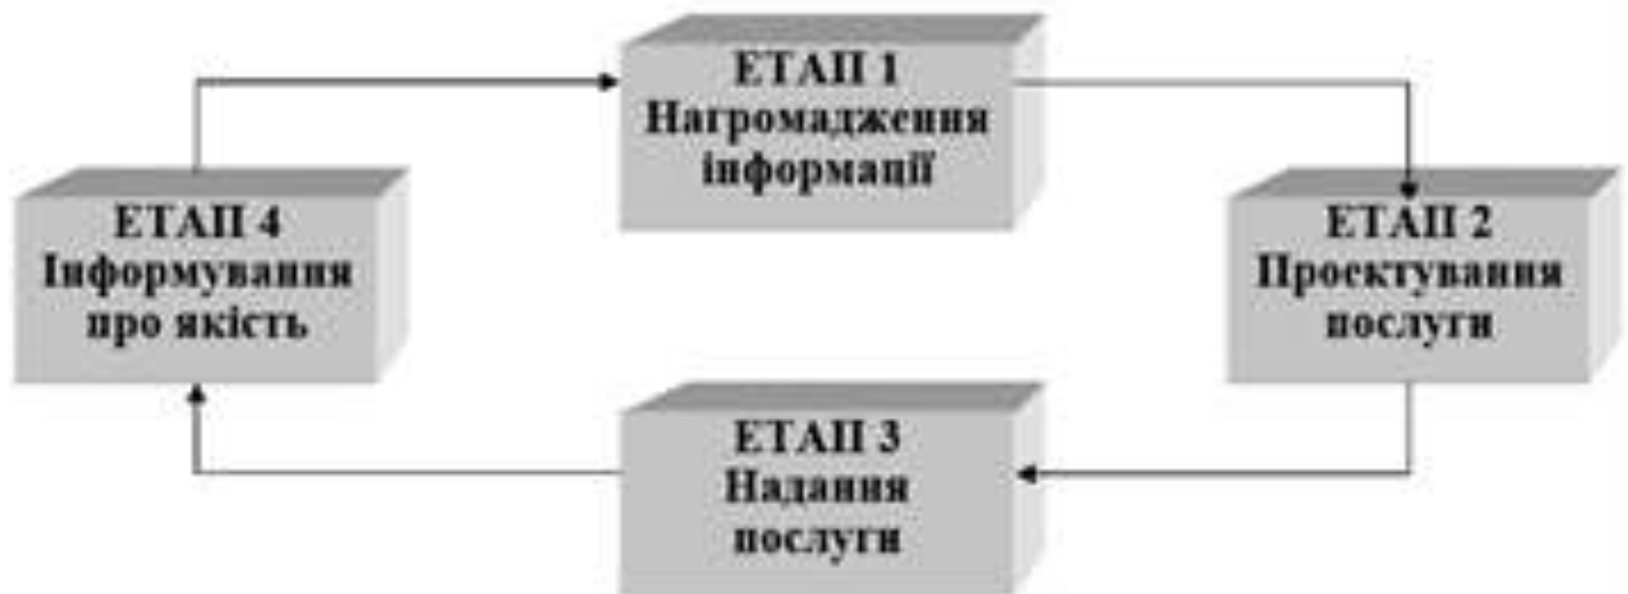 ЕТАП 1
Нагромадження
інформації
ЕТАП 2
Проектування
послуги
ЕТАП 3
Надання
послуги
ЕТАП 4
Інформування
про якість